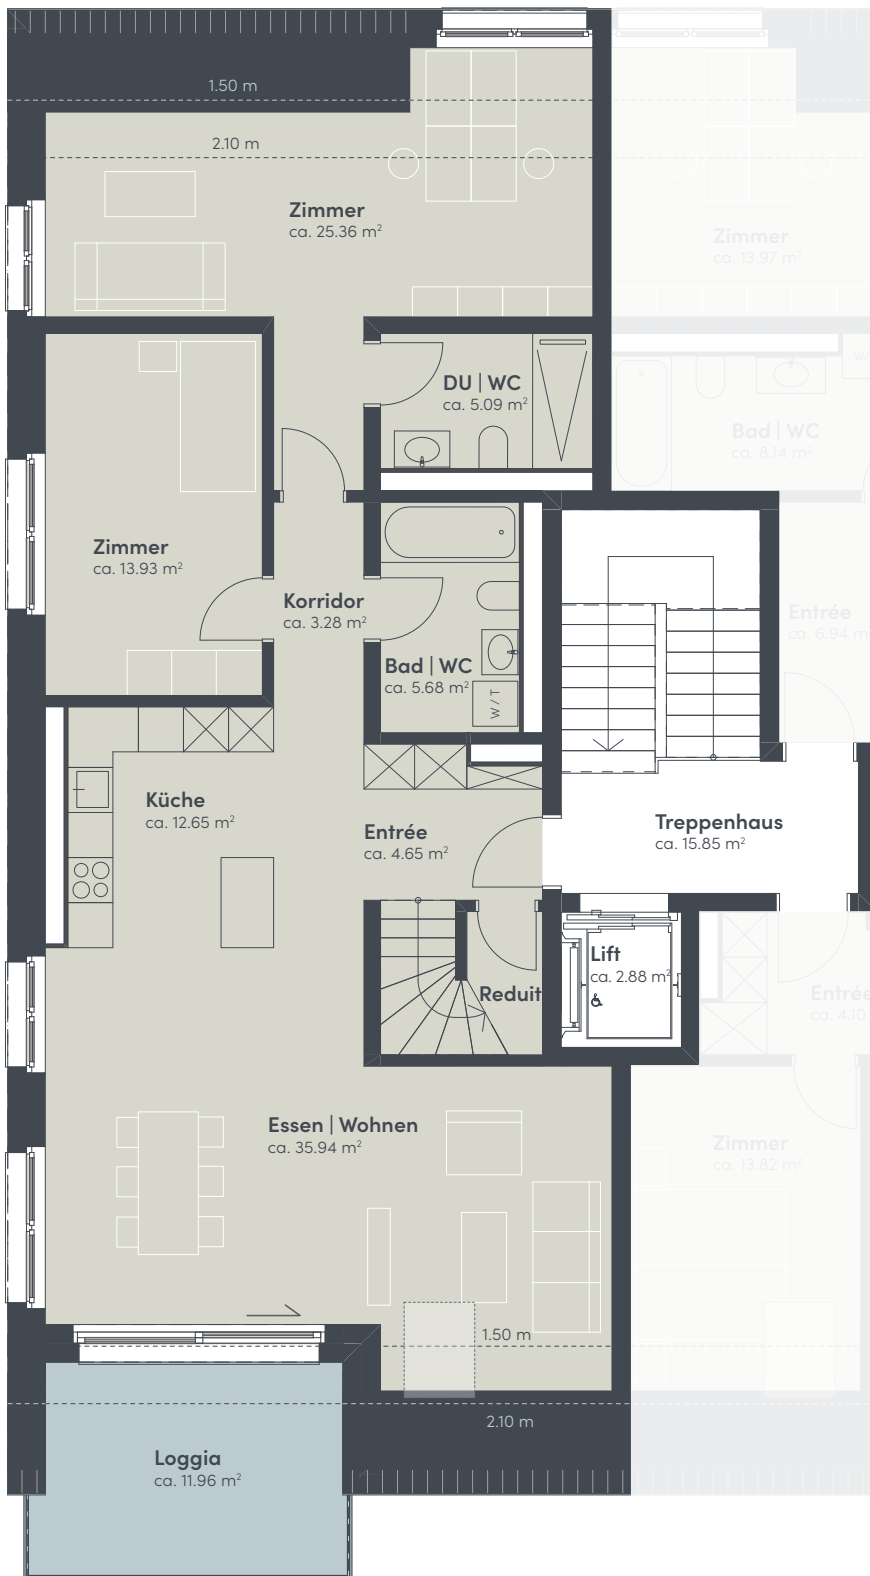 1.50 m
2.10 m
Zimmer
ca. 25.36 m²
Zimmer
ca. 13.97 m²
DU | WC
ca. 5.09 m²
W/
Bad | WC
ca. 8.14 m²
Zimmer
ca. 13.93 m²
Korridor
ca. 3.28 m²
Entrée
ca. 6.94 m
Bad | WC
ca. 5.68 m²
W/T
Küche
ca. 12.65 m²
Entrée
ca. 4.65 m²
Treppenhaus
ca. 15.85 m²
Lift
ca. 2.88 m²
Reduit
Entrée
ca. 4.10
Essen | Wohnen
ca. 35.94 m²
Zimmer
ca. 13.82 m²
1.50 m
2.10 m
Loggia
ca. 11.96 m²